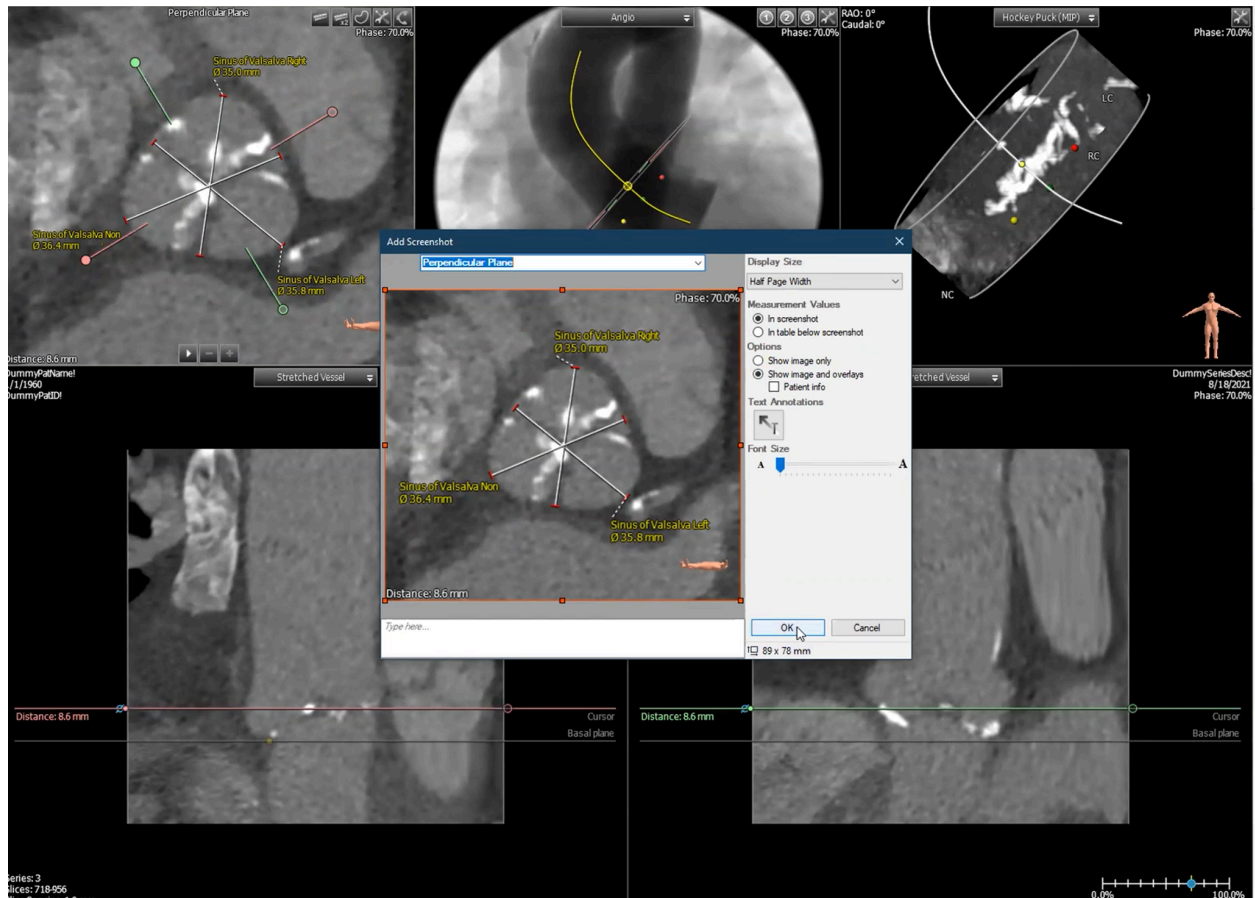 Perpendicular Plane
Phase: 70.0%
Sinus of Valsalva Right
Ø 35.0 mm
Sinus of Valsalva Non
Ø 36.4 mm
Sinus of Valsalva Left
Ø 35.8 mm
Distance: 8.6 mm
Angio
1
2
3
Phase: 70.0%
RAO: 0°
Caudal: 0°
Hockey Puck (MIP)
Phase: 70.0%
LC
RC
NC
Add Screenshot
Perpendicular Plane
Phase: 70.0%
Sinus of Valsalva Right
Ø 35.0 mm
Sinus of Valsalva Non
Ø 36.4 mm
Sinus of Valsalva Left
Ø 35.8 mm
Distance: 8.6 mm
Type here...
Display Size
Half Page Width
Measurement Values
In screenshot
In table below screenshot
Options
Show image only
Show image and overlays
Patient info
Text Annotations
T
Font Size
A
A
OK
Cancel
89 x 78 mm
DummyPatName!
/1/1960
DummyPatID!
Stretched Vessel
Distance: 8.6 mm
Cursor
Basal plane
Series: 3
Slices: 718-956
etched Vessel
DummySeriesDesc!
8/18/2021
Phase: 70.0%
Distance: 8.6 mm
Cursor
Basal plane
0.0%
100.0%